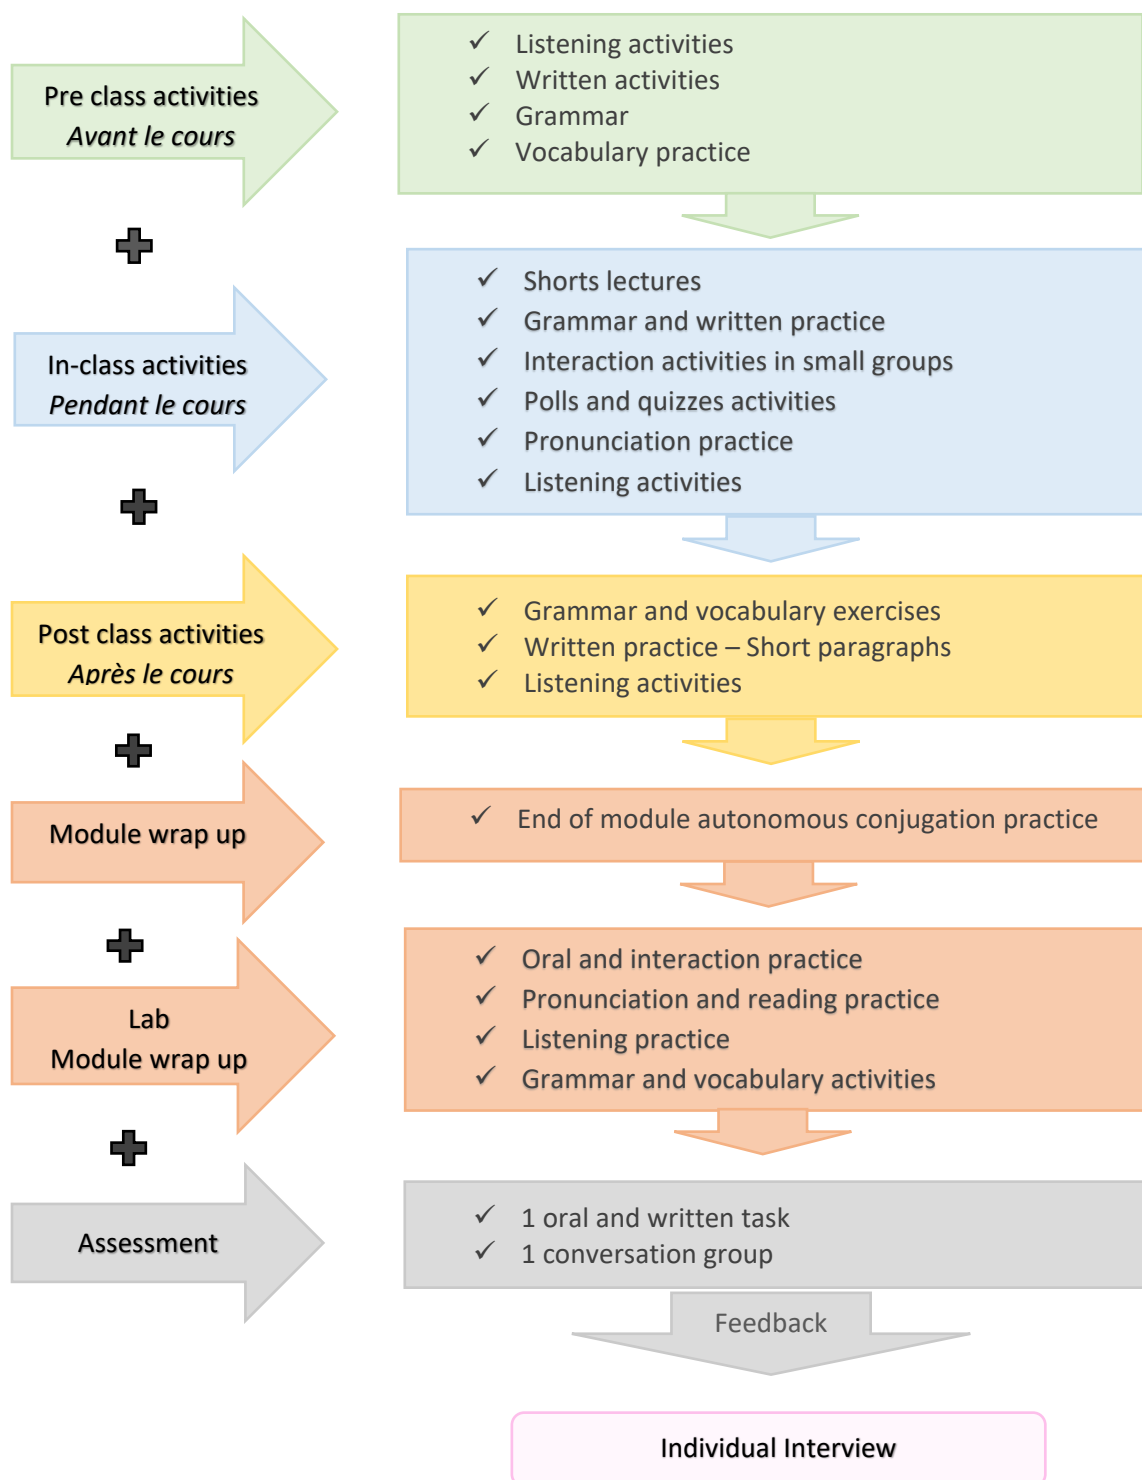 Pre class activities
Avant le cours
Listening activities
Written activities
Grammar
Vocabulary practice
In-class activities
Pendant le cours
Shorts lectures
Grammar and written practice
Interaction activities in small groups
Polls and quizzes activities
Pronunciation practice
Listening activities
Post class activities
Après le cours
Grammar and vocabulary exercises
Written practice – Short paragraphs
Listening activities
Module wrap up
End of module autonomous conjugation practice
Lab
Module wrap up
Oral and interaction practice
Pronunciation and reading practice
Listening practice
Grammar and vocabulary activities
Assessment
1 oral and written task
1 conversation group
Feedback
Individual Interview